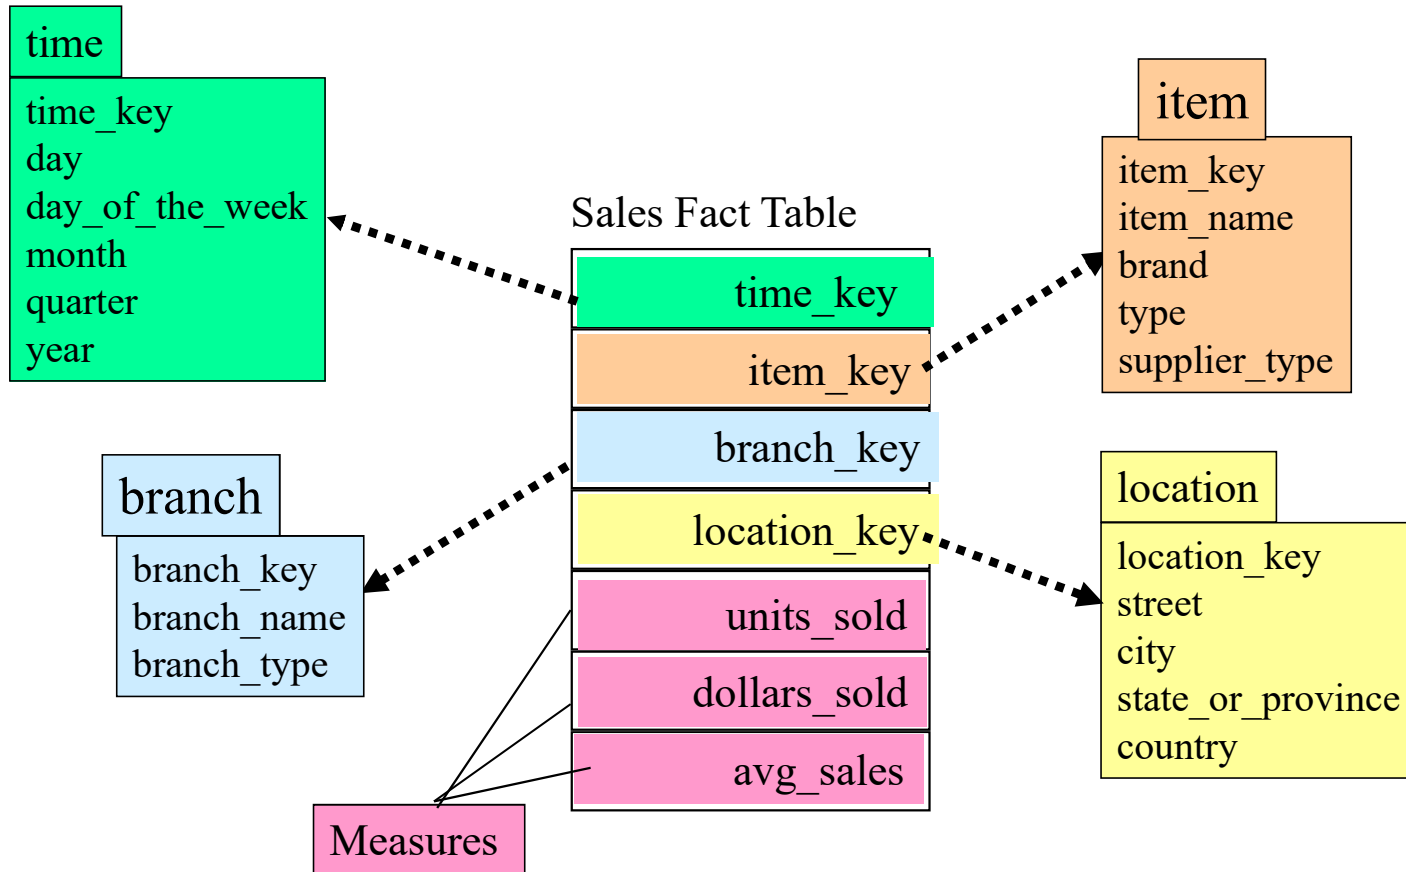 time
time_key
day
day_of_the_week
month
quarter
year
item
item_key
item_name
brand
type
supplier_type
Sales Fact Table
time_key
item_key
branch_key
location_key
units_sold
dollars_sold
avg_sales
branch
branch_key
branch_name
branch_type
location
location_key
street
city
state_or_province
country
Measures